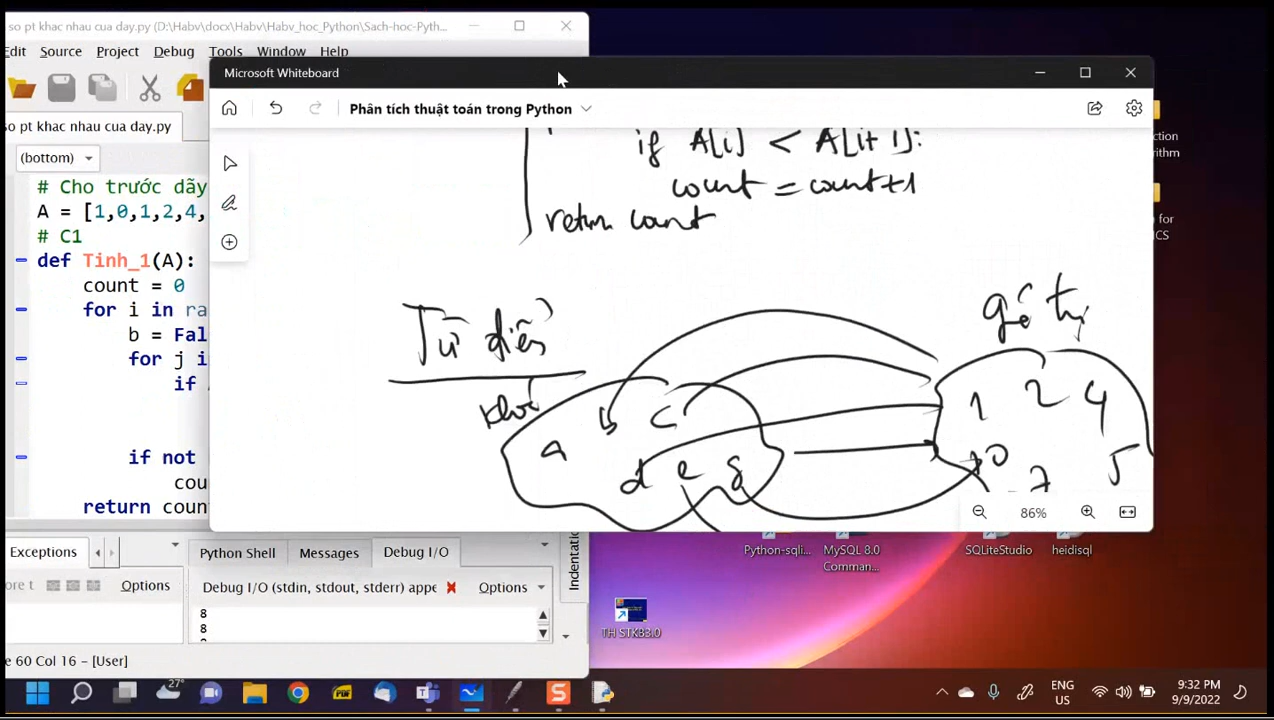 so pt khac nhau cua day.py (D:\Habv\docx\Habv\Habv_hoc_Python\Sach-hoc-Pyth...
Edit Source Project Debug Tools Window Help
so pt khac nhau cua day.py
(bottom)
# Cho trước dãy
A = [1,0,1,2,4,
# C1
def Tinh_1(A):
count = 0
for i in ra
b = Fal
for j i
if
if not
cou
return coun
Microsoft Whiteboard
Phân tích thuật toán trong Python
if A[i] < A[i+1]:
count = count+1
return count
Từ điển
khoá
a b c
d e g
giá trị
1 2 4
10 7 5
86%
Exceptions
Python Shell Messages Debug I/O
ore t
Options
Debug I/O (stdin, stdout, stderr) appe
Options
8
8
Indentati
e 60 Col 16 - [User]
ction
rithm
for
CS
Python-sqli...
MySQL 8.0
Comman...
SQLiteStudio
heidisql
TH STK33.0
27°
ENG
US
9:32 PM
9/9/2022